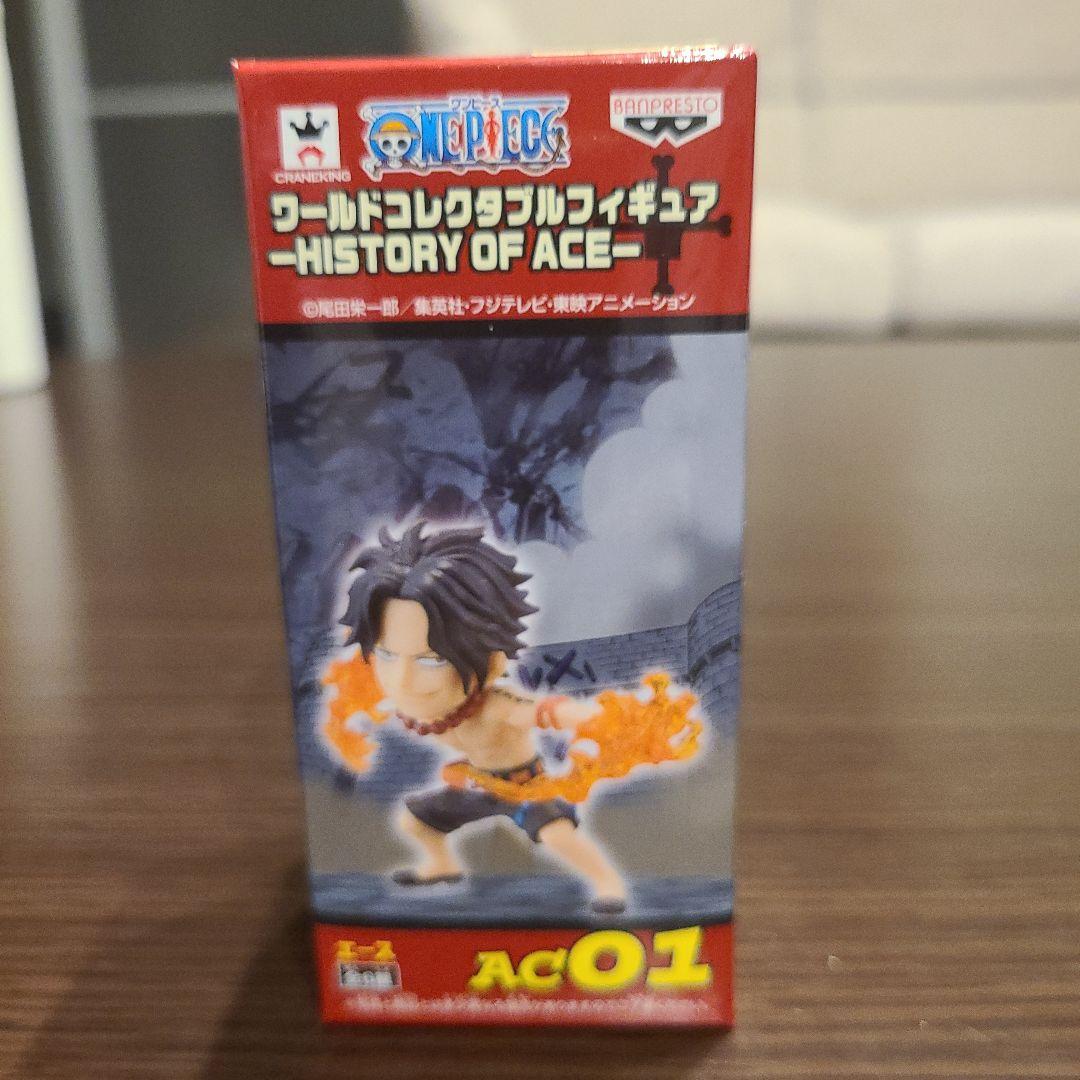 CRANEKING
ワンピース
ONE PIECE
BANPRESTO
ワールドコレクタブルフィギュア
-HISTORY OF ACE-
©尾田栄一郎／集英社・フジテレビ・東映アニメーション
エース
AC01